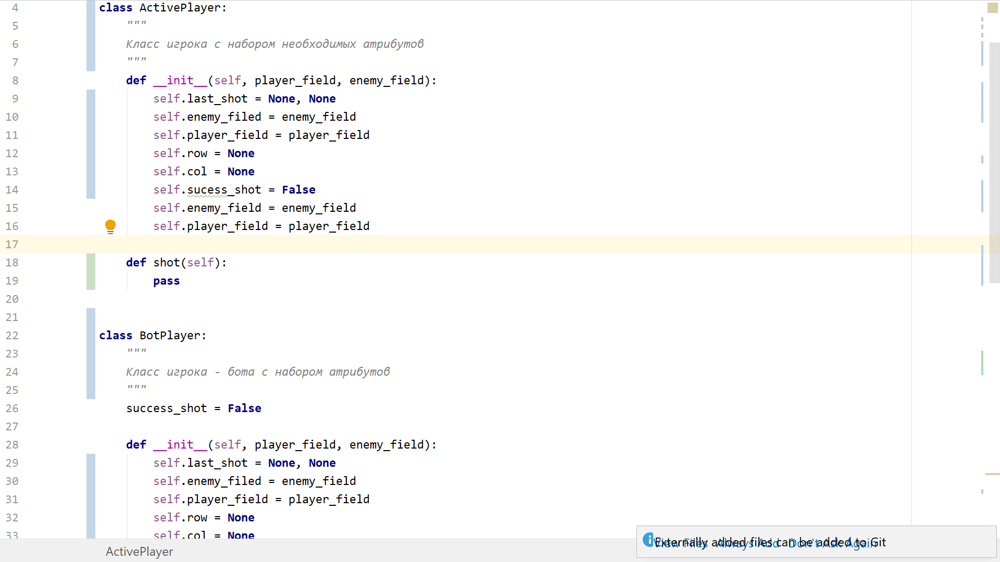 4 class ActivePlayer:
5 """
6 Класс игрока с набором необходимых атрибутов
7 """
8 def __init__(self, player_field, enemy_field):
9 self.last_shot = None, None
10 self.enemy_filed = enemy_field
11 self.player_field = player_field
12 self.row = None
13 self.col = None
14 self.sucess_shot = False
15 self.enemy_field = enemy_field
16 self.player_field = player_field
17
18 def shot(self):
19 pass
20
21
22 class BotPlayer:
23 """
24 Класс игрока - бота с набором атрибутов
25 """
26 success_shot = False
27
28 def __init__(self, player_field, enemy_field):
29 self.last_shot = None, None
30 self.enemy_filed = enemy_field
31 self.player_field = player_field
32 self.row = None
33 self.col = None
ActivePlayer
Externally added files can be added to Git
View Files Always Add Don't Ask Again